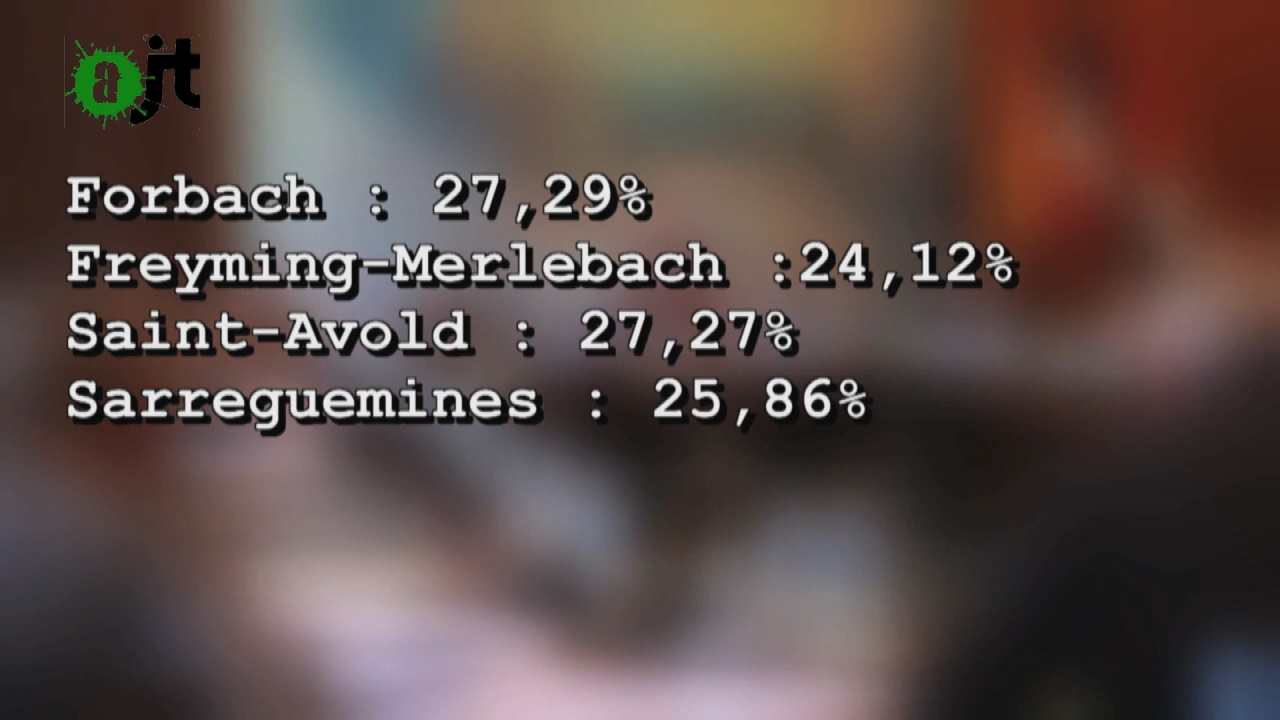 ajt
Forbach : 27,29%
Freyming-Merlebach :24,12%
Saint-Avold : 27,27%
Sarreguemines : 25,86%